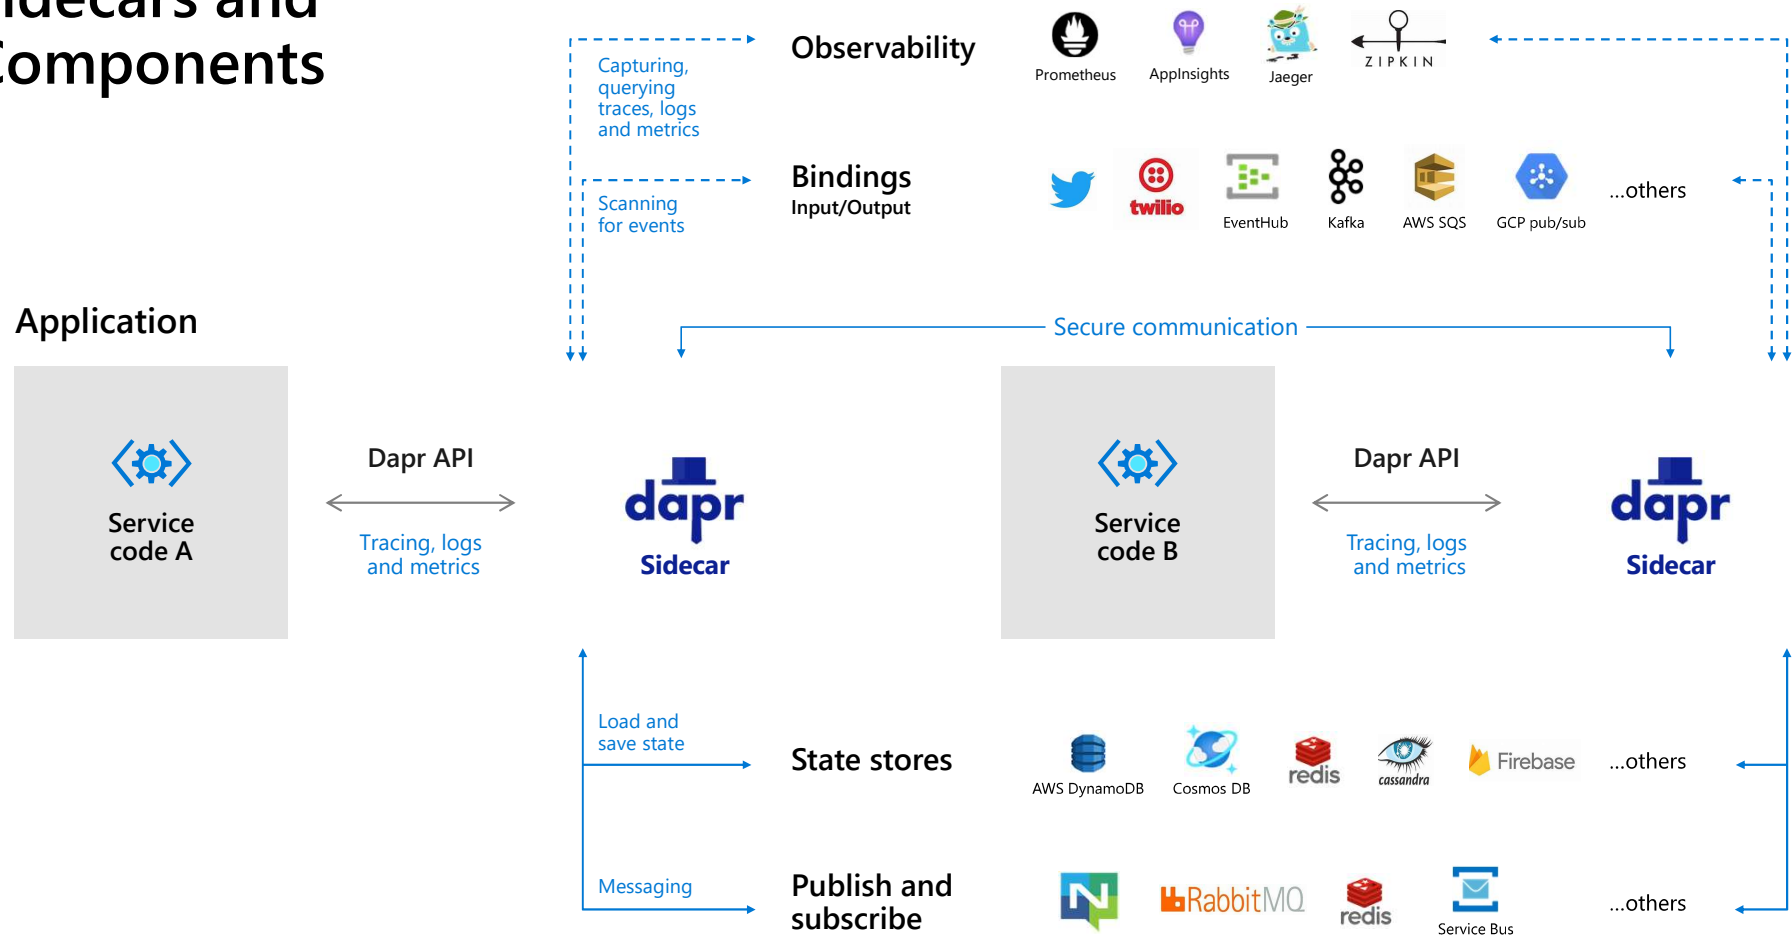 idecars and
omponents
Observability
Prometheus
AppInsights
Jaeger
ZIPKIN
Capturing,
querying
traces, logs
and metrics
Bindings
Input/Output
twilio
EventHub
Kafka
AWS SQS
GCP pub/sub
...others
Scanning
for events
Application
Secure communication
Service
code A
Dapr API
Tracing, logs
and metrics
dapr
Sidecar
Service
code B
Dapr API
Tracing, logs
and metrics
dapr
Sidecar
Load and
save state
State stores
AWS DynamoDB
Cosmos DB
redis
cassandra
Firebase
...others
Messaging
Publish and
subscribe
N
RabbitMQ
redis
Service Bus
...others